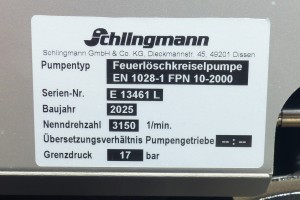 Schlingmann
Schlingmann GmbH & Co. KG, Dieckmannstr. 45, 49201 Dissen
Pumpentyp Feuerlöschkreiselpumpe
EN 1028-1 FPN 10-2000
Serien-Nr. E 13461 L
Baujahr 2025
Nenndrehzahl 3150 1/min.
Übersetzungsverhältnis Pumpengetriebe --:--
Grenzdruck 17 bar